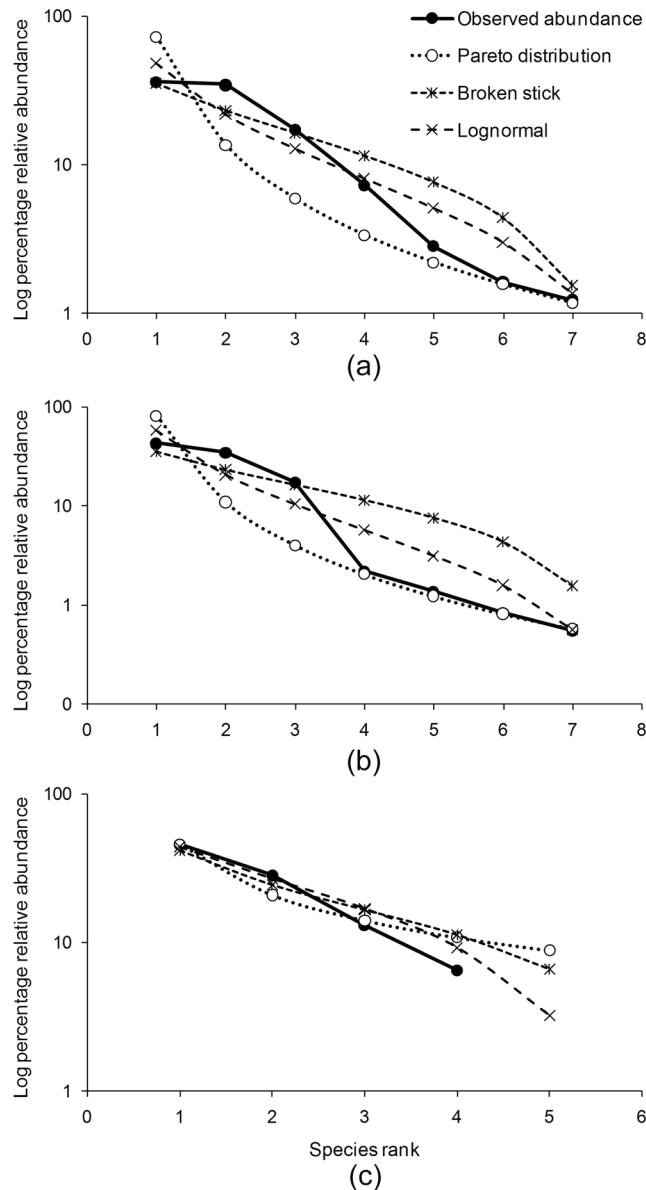 100
10
1
Log percentage relative abundance
Observed abundance
Pareto distribution
Broken stick
Lognormal
0 1 2 3 4 5 6 7 8
(a)
100
10
1
0
Log percentage relative abundance
0 1 2 3 4 5 6 7 8
(b)
100
10
1
Log percentage relative abundance
0 1 2 3 4 5 6
Species rank
(c)